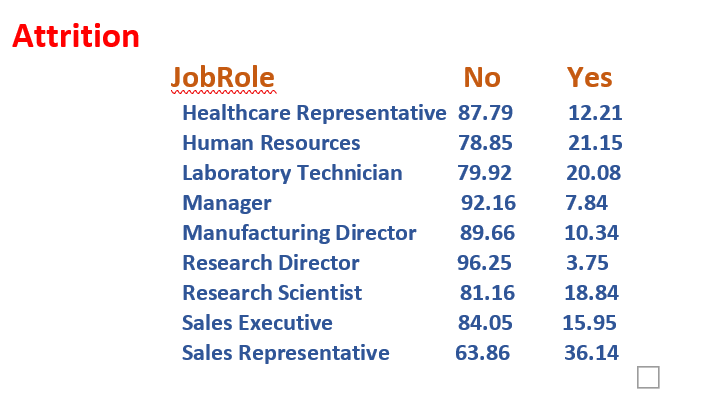 Attrition
JobRole No Yes
Healthcare Representative 87.79 12.21
Human Resources 78.85 21.15
Laboratory Technician 79.92 20.08
Manager 92.16 7.84
Manufacturing Director 89.66 10.34
Research Director 96.25 3.75
Research Scientist 81.16 18.84
Sales Executive 84.05 15.95
Sales Representative 63.86 36.14